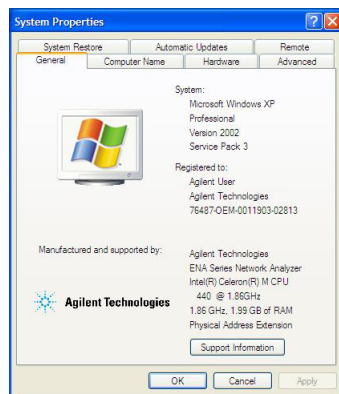 System Properties
System Restore
Automatic Updates
Remote
General
Computer Name
Hardware
Advanced
System:
Microsoft Windows XP
Professional
Version 2002
Service Pack 3
Registered to:
Agilent User
Agilent Technologies
76487-OEM-0011903-02813
Manufactured and supported by:
Agilent Technologies
Agilent Technologies
ENA Series Network Analyzer
Intel(R) Celeron(R) M CPU
440 @ 1.86GHz
1.86 GHz, 1.99 GB of RAM
Physical Address Extension
Support Information
OK
Cancel
Apply